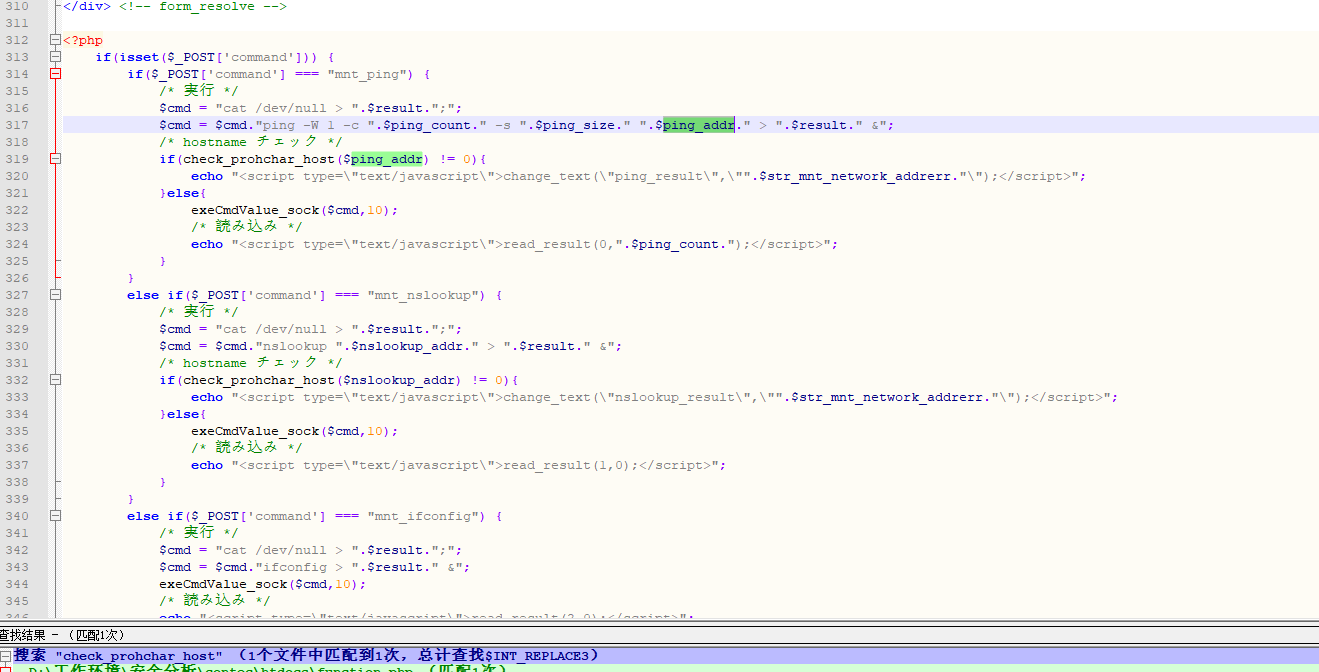 310 </div> <!-- form_resolve -->
311
312 <?php
313 if(isset($_POST['command'])) {
314 if($_POST['command'] === "mnt_ping") {
315 /* 実行 */
316 $cmd = "cat /dev/null > ".$result.";";
317 $cmd = $cmd."ping -W 1 -c ".$ping_count." -s ".$ping_size." ".$ping_addr." > ".$result." &";
318 /* hostname チェック */
319 if(check_prohchar_host($ping_addr) != 0){
320 echo "<script type=\"text/javascript\">change_text(\"ping_result\",\"".$str_mnt_network_addrerr."\");</script>";
321 }else{
322 exeCmdValue_sock($cmd,10);
323 /* 読み込み */
324 echo "<script type=\"text/javascript\">read_result(0,".$ping_count.");</script>";
325 }
326 }
327 else if($_POST['command'] === "mnt_nslookup") {
328 /* 実行 */
329 $cmd = "cat /dev/null > ".$result.";";
330 $cmd = $cmd."nslookup ".$nslookup_addr." > ".$result." &";
331 /* hostname チェック */
332 if(check_prohchar_host($nslookup_addr) != 0){
333 echo "<script type=\"text/javascript\">change_text(\"nslookup_result\",\"".$str_mnt_network_addrerr."\");</script>";
334 }else{
335 exeCmdValue_sock($cmd,10);
336 /* 読み込み */
337 echo "<script type=\"text/javascript\">read_result(1,0);</script>";
338 }
339 }
340 else if($_POST['command'] === "mnt_ifconfig") {
341 /* 実行 */
342 $cmd = "cat /dev/null > ".$result.";";
343 $cmd = $cmd."ifconfig > ".$result." &";
344 exeCmdValue_sock($cmd,10);
345 /* 読み込み */
346 echo "<script type=\"text/javascript\">read_result(2,0);</script>";
查找结果 - （匹配1次）
搜索 "check_prohchar_host" （1个文件中匹配到1次，总计查找$INT_REPLACE3）
D:\工作环境\安全分析\contec\htdocs\function.php （匹配1次）